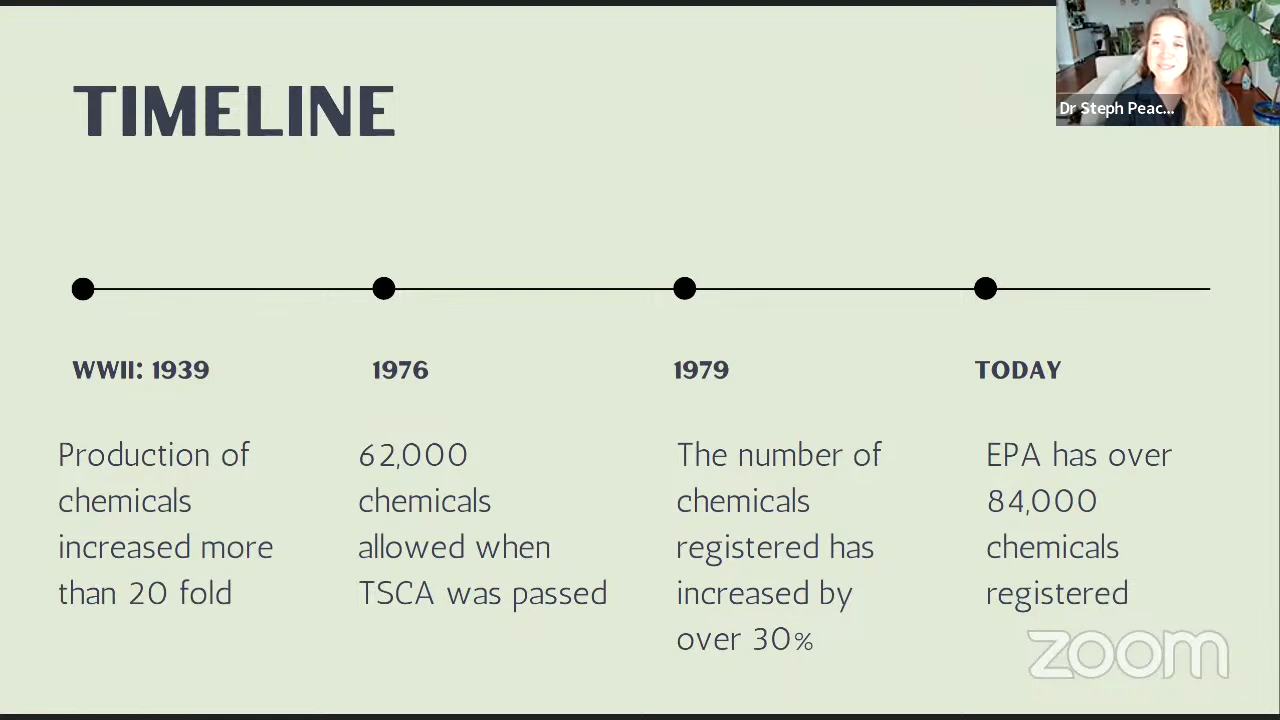 TIMELINE
Dr Steph Peac...
WWII: 1939
Production of
chemicals
increased more
than 20 fold
1976
62,000
chemicals
allowed when
TSCA was passed
1979
The number of
chemicals
registered has
increased by
over 30%
TODAY
EPA has over
84,000
chemicals
registered
zoom